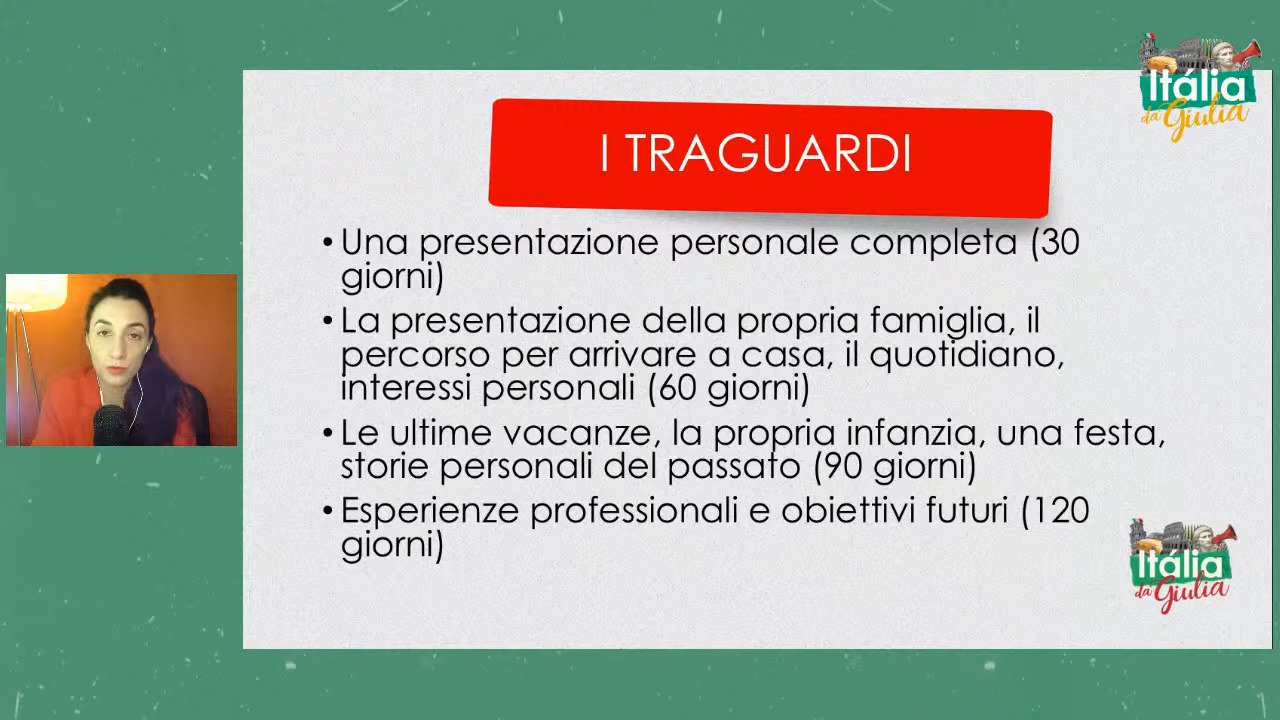 Itália
da Giulia
I TRAGUARDI
• Una presentazione personale completa (30
giorni)
• La presentazione della propria famiglia, il
percorso per arrivare a casa, il quotidiano,
interessi personali (60 giorni)
• Le ultime vacanze, la propria infanzia, una festa,
storie personali del passato (90 giorni)
• Esperienze professionali e obiettivi futuri (120
giorni)
Itália
da Giulia